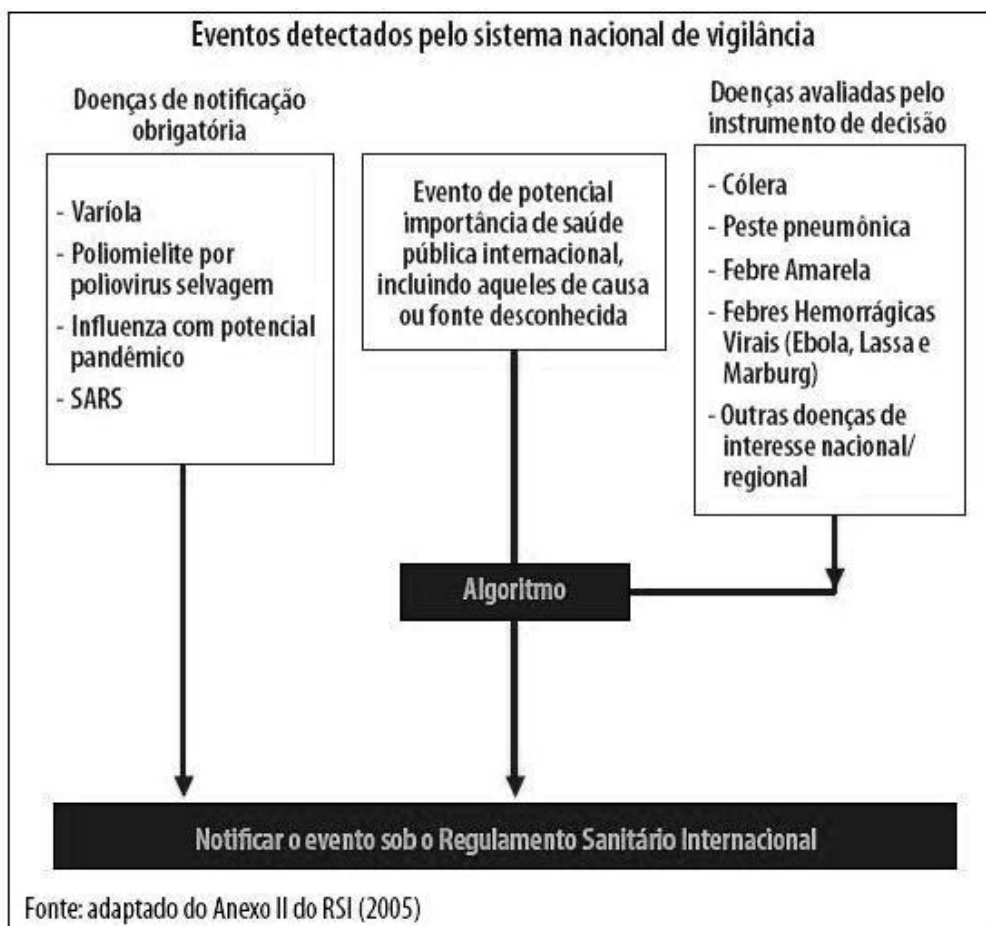 Eventos detectados pelo sistema nacional de vigilância
Doenças de notificação
obrigatória
- Varíola
- Poliomielite por
poliovirus selvagem
- Influenza com potencial
pandêmico
- SARS
Evento de potencial
importância de saúde
pública internacional,
incluindo aqueles de causa
ou fonte desconhecida
Doenças avaliadas pelo
instrumento de decisão
- Cólera
- Peste pneumônica
- Febre Amarela
- Febres Hemorrágicas
Virais (Ebola, Lassa e
Marburg)
- Outras doenças de
interesse nacional/
regional
Algoritmo
Notificar o evento sob o Regulamento Sanitário Internacional
Fonte: adaptado do Anexo II do RSI (2005)